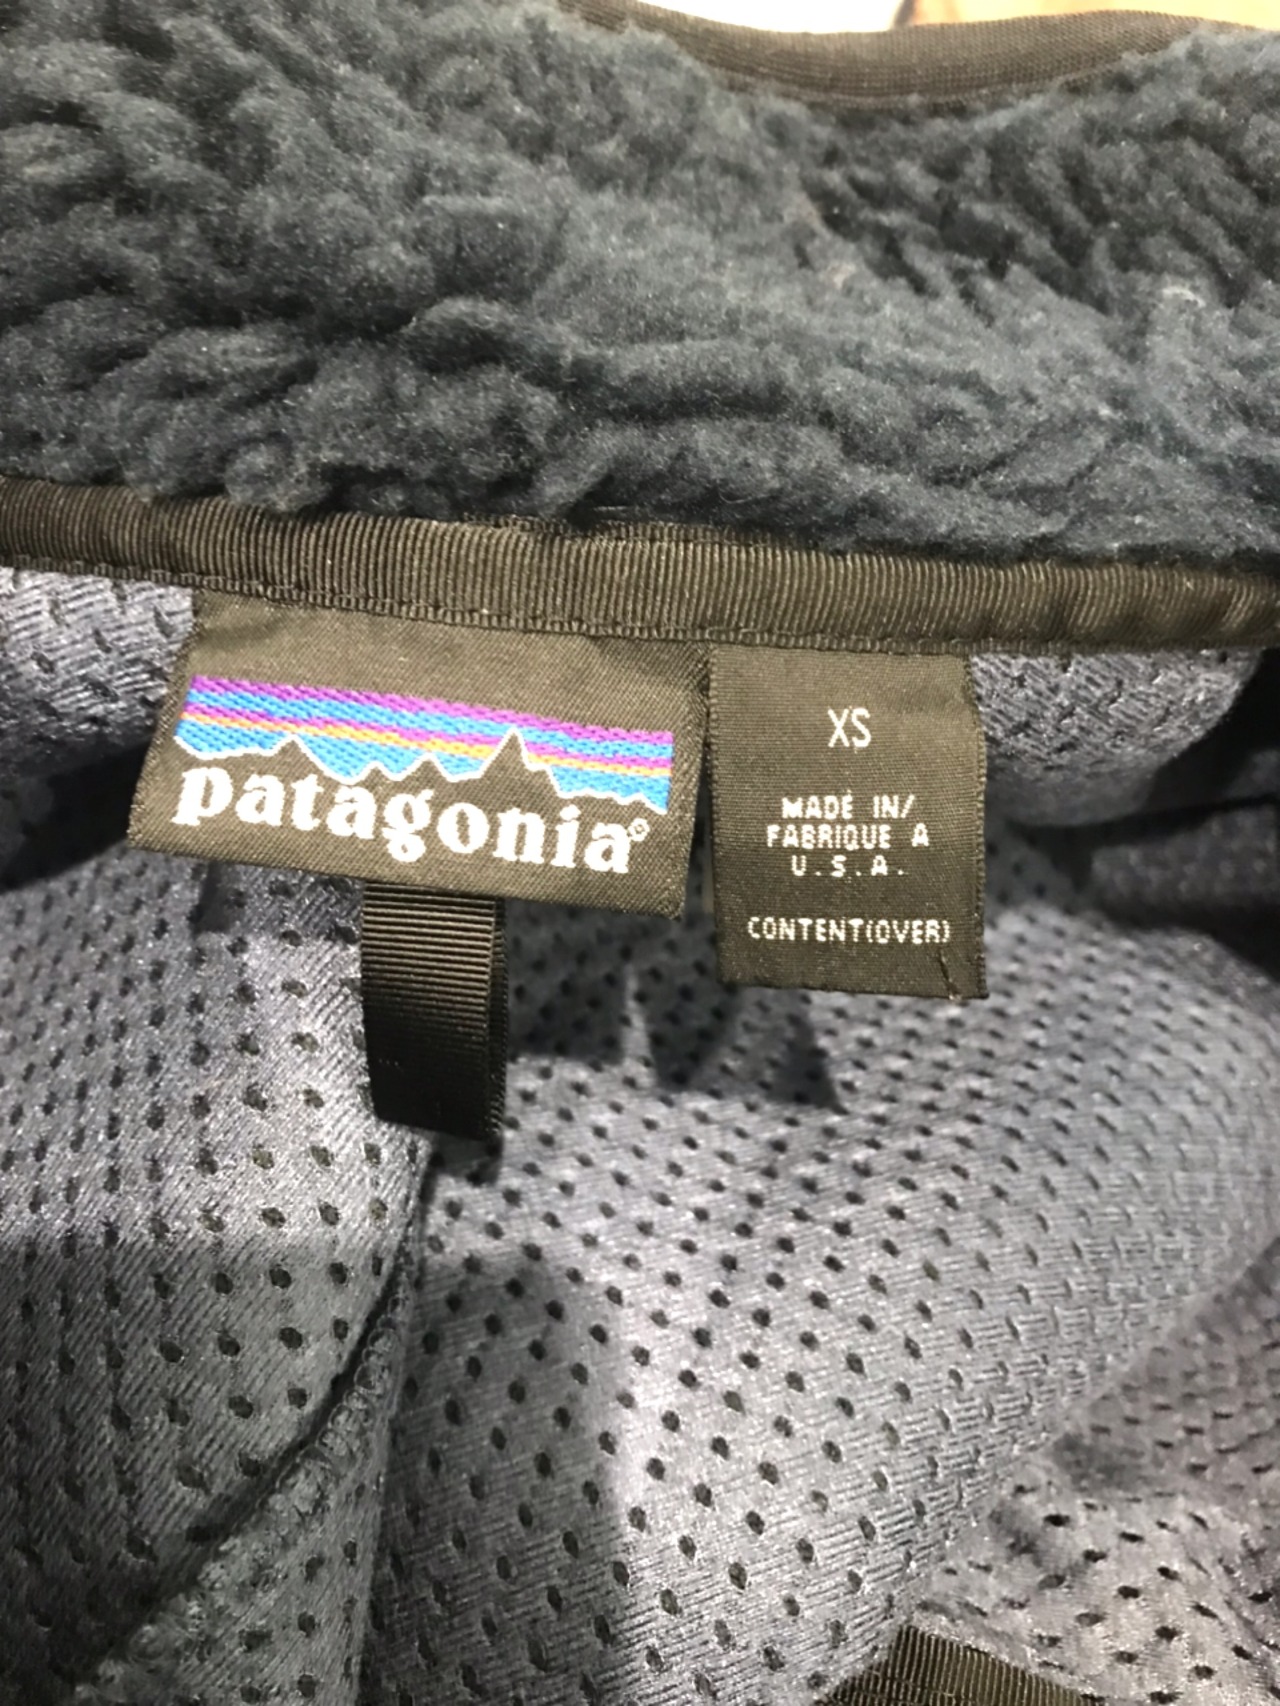 patagonia®
XS
MADE IN/
FABRIQUE A
U.S.A.
CONTENT(OVER)